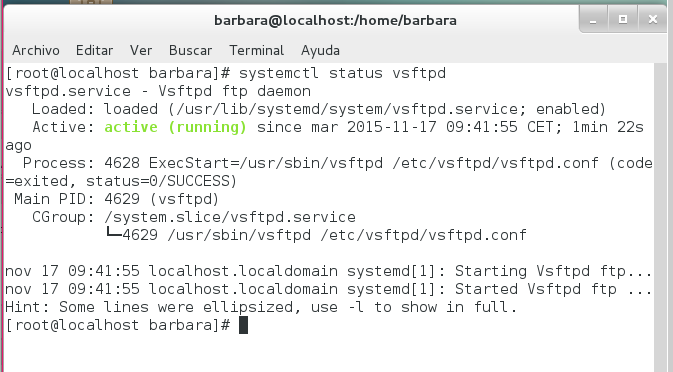 barbara@localhost:/home/barbara
Archivo Editar Ver Buscar Terminal Ayuda
[root@localhost barbara]# systemctl status vsftpd
vsftpd.service - Vsftpd ftp daemon
   Loaded: loaded (/usr/lib/systemd/system/vsftpd.service; enabled)
   Active: active (running) since mar 2015-11-17 09:41:55 CET; 1min 22s
ago
  Process: 4628 ExecStart=/usr/sbin/vsftpd /etc/vsftpd/vsftpd.conf (code
=exited, status=0/SUCCESS)
 Main PID: 4629 (vsftpd)
   CGroup: /system.slice/vsftpd.service
           └─4629 /usr/sbin/vsftpd /etc/vsftpd/vsftpd.conf

nov 17 09:41:55 localhost.localdomain systemd[1]: Starting Vsftpd ftp...
nov 17 09:41:55 localhost.localdomain systemd[1]: Started Vsftpd ftp ...
Hint: Some lines were ellipsized, use -l to show in full.
[root@localhost barbara]#